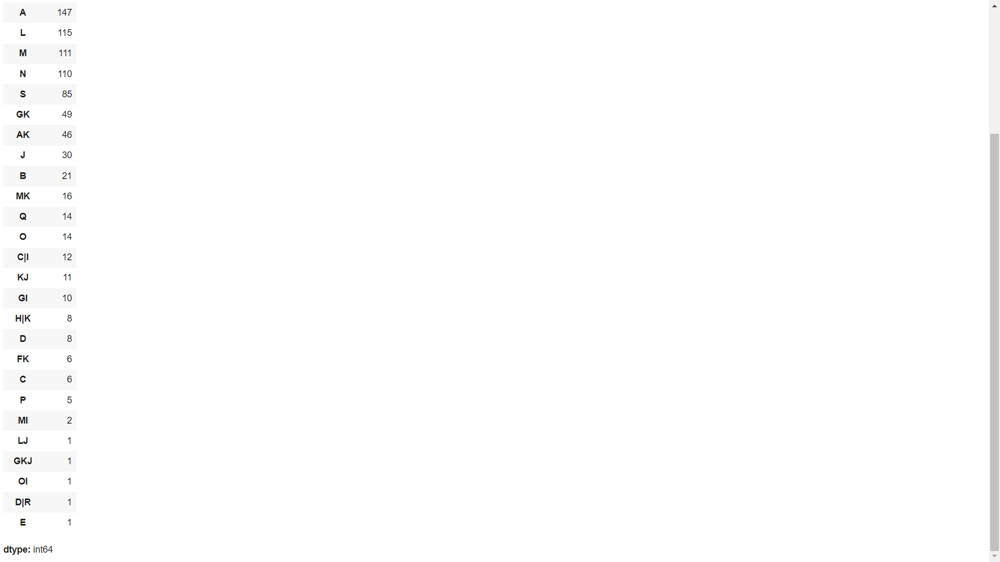 A 147
L 115
M 111
N 110
S 85
GK 49
AK 46
J 30
B 21
MK 16
Q 14
O 14
C|I 12
KJ 11
GI 10
H|K 8
D 8
FK 6
C 6
P 5
MI 2
LJ 1
GKJ 1
OI 1
D|R 1
E 1
dtype: int64